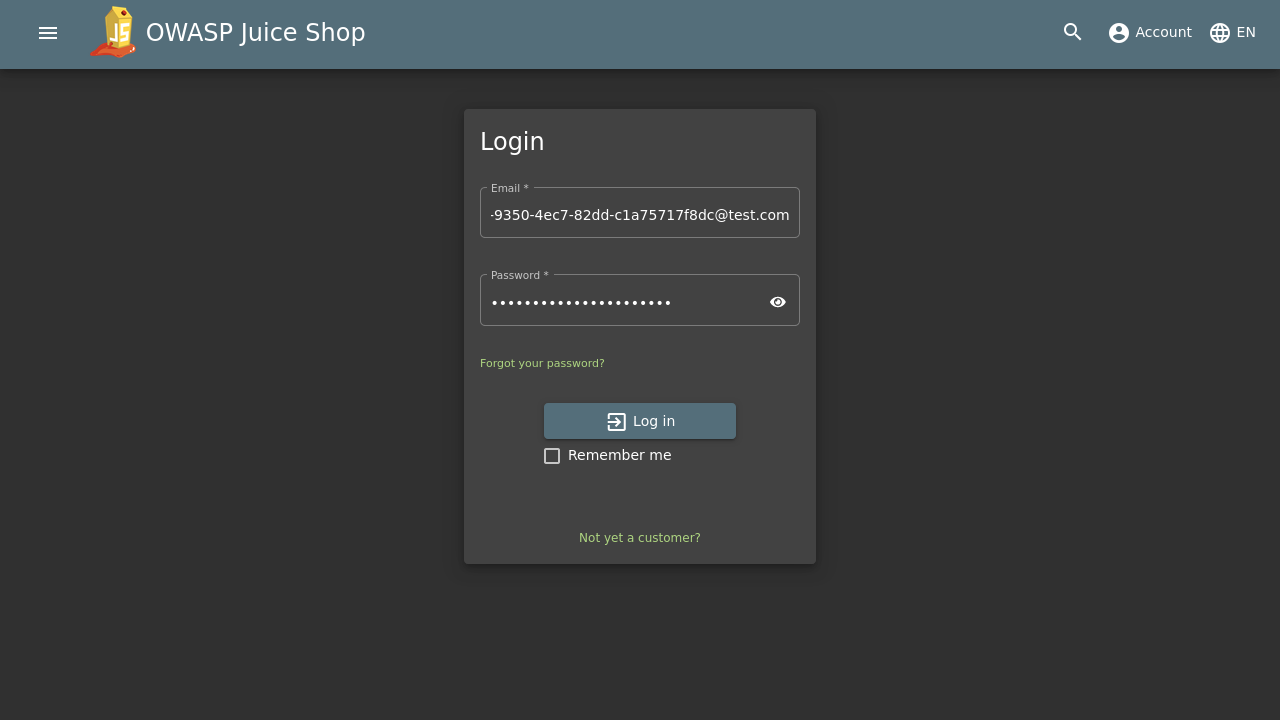 OWASP Juice Shop
Account
EN
Login
Email *
-9350-4ec7-82dd-c1a75717f8dc@test.com
Password *
••••••••••••••••••••••
Forgot your password?
Log in
Remember me
Not yet a customer?